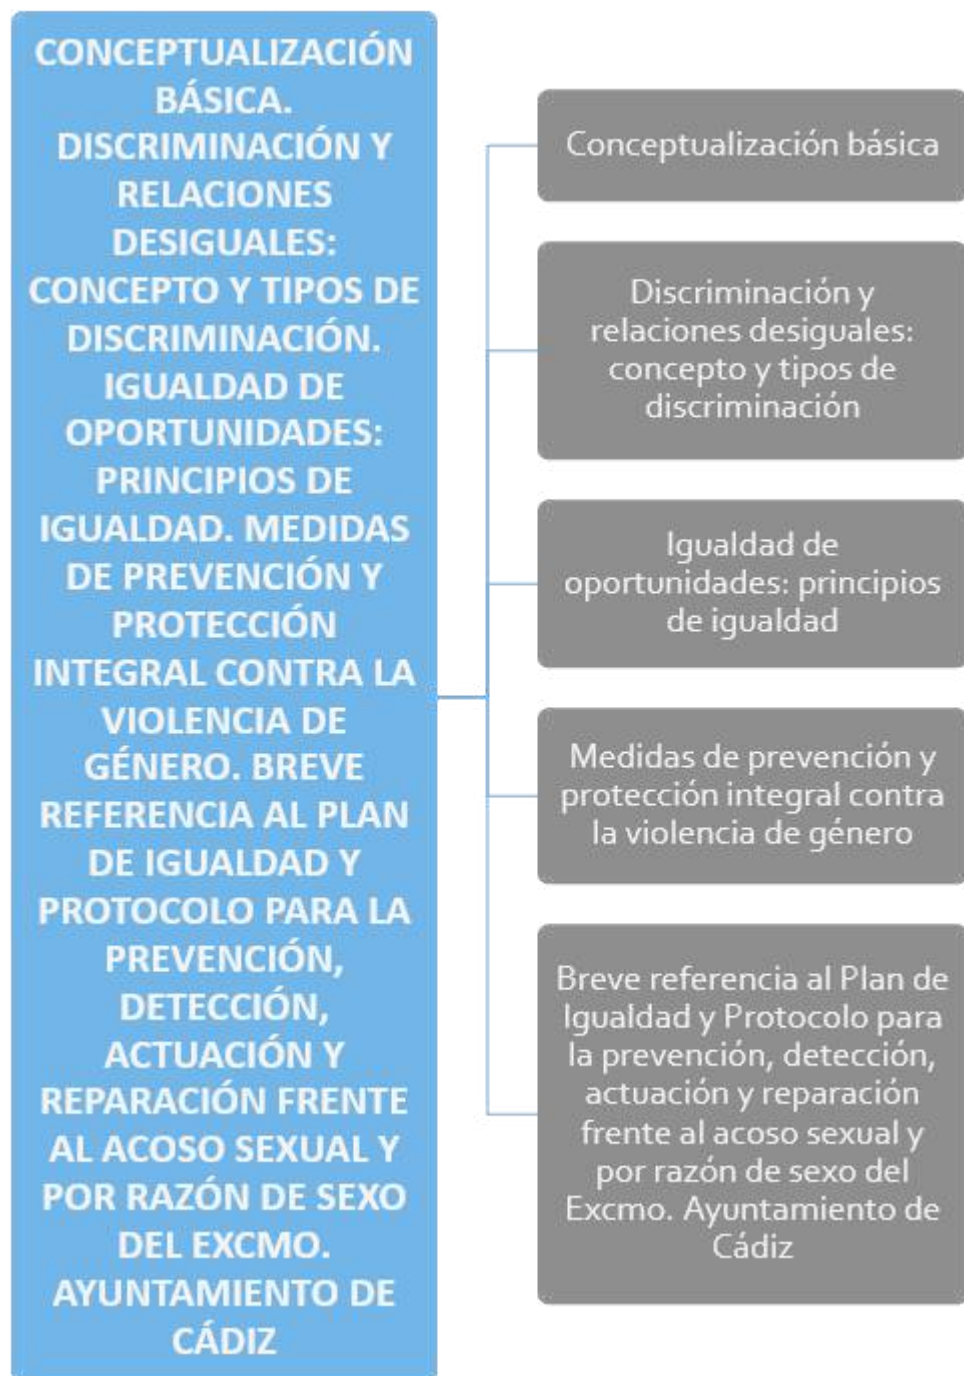 CONCEPTUALIZACIÓN
BÁSICA.
DISCRIMINACIÓN Y
RELACIONES
DESIGUALES:
CONCEPTO Y TIPOS DE
DISCRIMINACIÓN.
IGUALDAD DE
OPORTUNIDADES:
PRINCIPIOS DE
IGUALDAD. MEDIDAS
DE PREVENCIÓN Y
PROTECCIÓN
INTEGRAL CONTRA LA
VIOLENCIA DE
GÉNERO. BREVE
REFERENCIA AL PLAN
DE IGUALDAD Y
PROTOCOLO PARA LA
PREVENCIÓN,
DETECCIÓN,
ACTUACIÓN Y
REPARACIÓN FRENTE
AL ACOSO SEXUAL Y
POR RAZÓN DE SEXO
DEL EXCMO.
AYUNTAMIENTO DE
CÁDIZ
Conceptualización básica
Discriminación y
relaciones desiguales:
concepto y tipos de
discriminación
Igualdad de
oportunidades: principios
de igualdad
Medidas de prevención y
protección integral contra
la violencia de género
Breve referencia al Plan de
Igualdad y Protocolo para
la prevención, detección,
actuación y reparación
frente al acoso sexual y
por razón de sexo del
Excmo. Ayuntamiento de
Cádiz